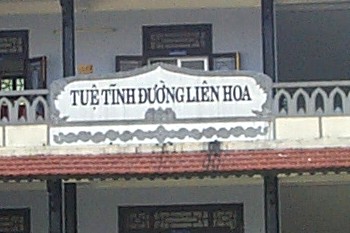 TUỆ TĨNH ĐƯỜNG LIÊN HOA